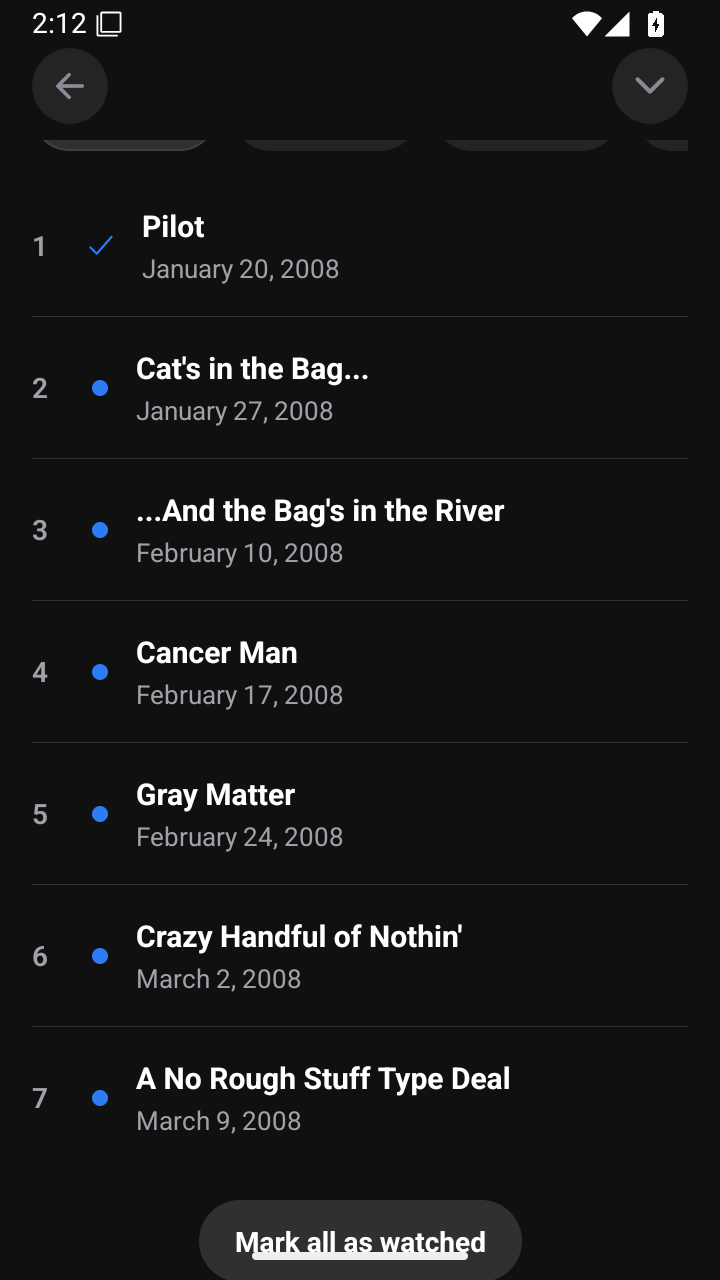 2:12
1
Pilot
January 20, 2008
2
Cat's in the Bag...
January 27, 2008
3
...And the Bag's in the River
February 10, 2008
4
Cancer Man
February 17, 2008
5
Gray Matter
February 24, 2008
6
Crazy Handful of Nothin'
March 2, 2008
7
A No Rough Stuff Type Deal
March 9, 2008
Mark all as watched